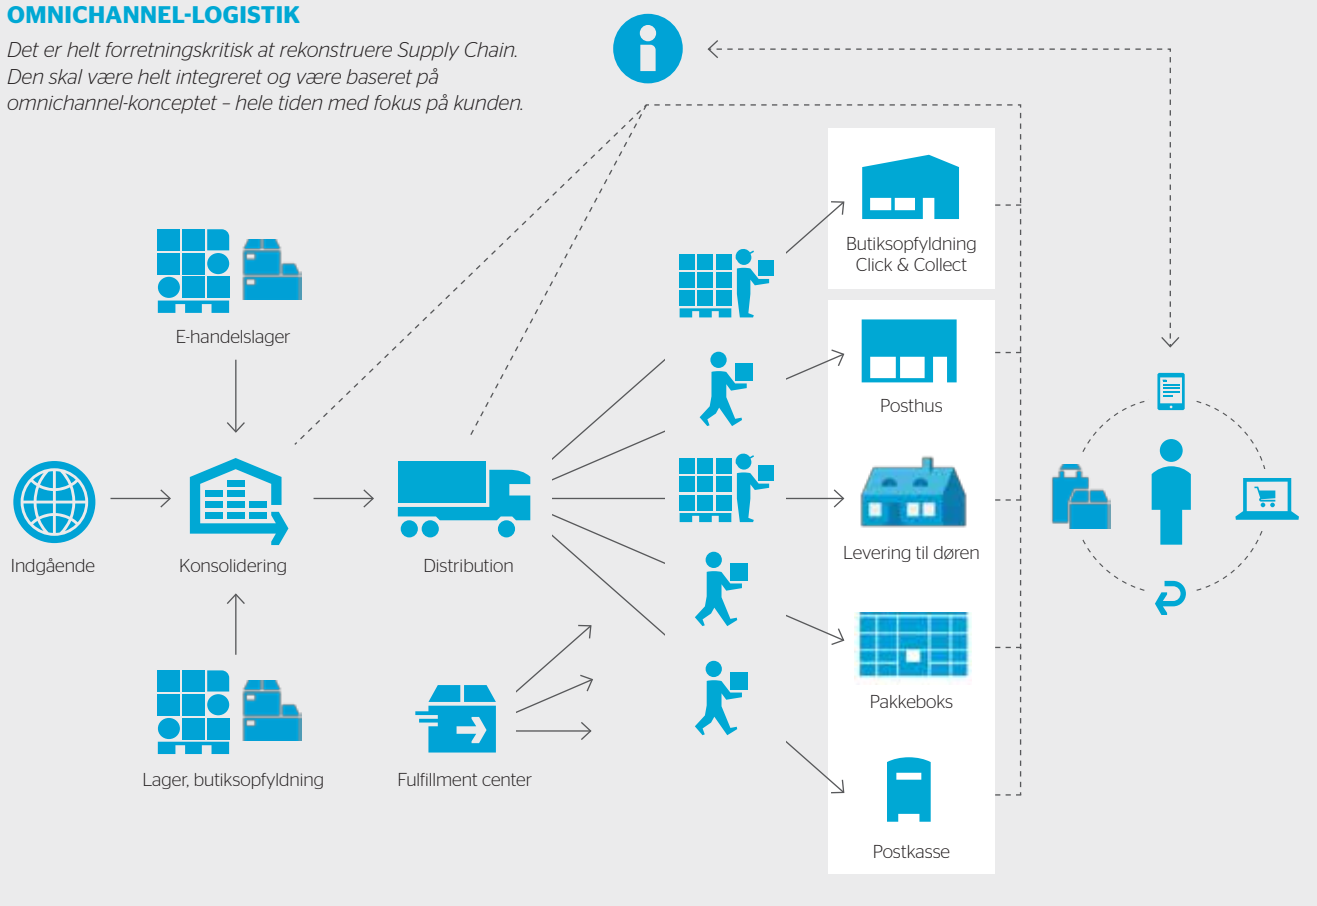 OMNICHANNEL-LOGISTIK
Det er helt forretningskritisk at rekonstruere Supply Chain.
Den skal være helt integreret og være baseret på
omnichannel-konceptet – hele tiden med fokus på kunden.
Butiksopfyldning
Click & Collect
E-handelslager
Posthus
Indgående
Konsolidering
Distribution
Levering til døren
Pakkeboks
Lager, butiksopfyldning
Fulfillment center
Postkasse